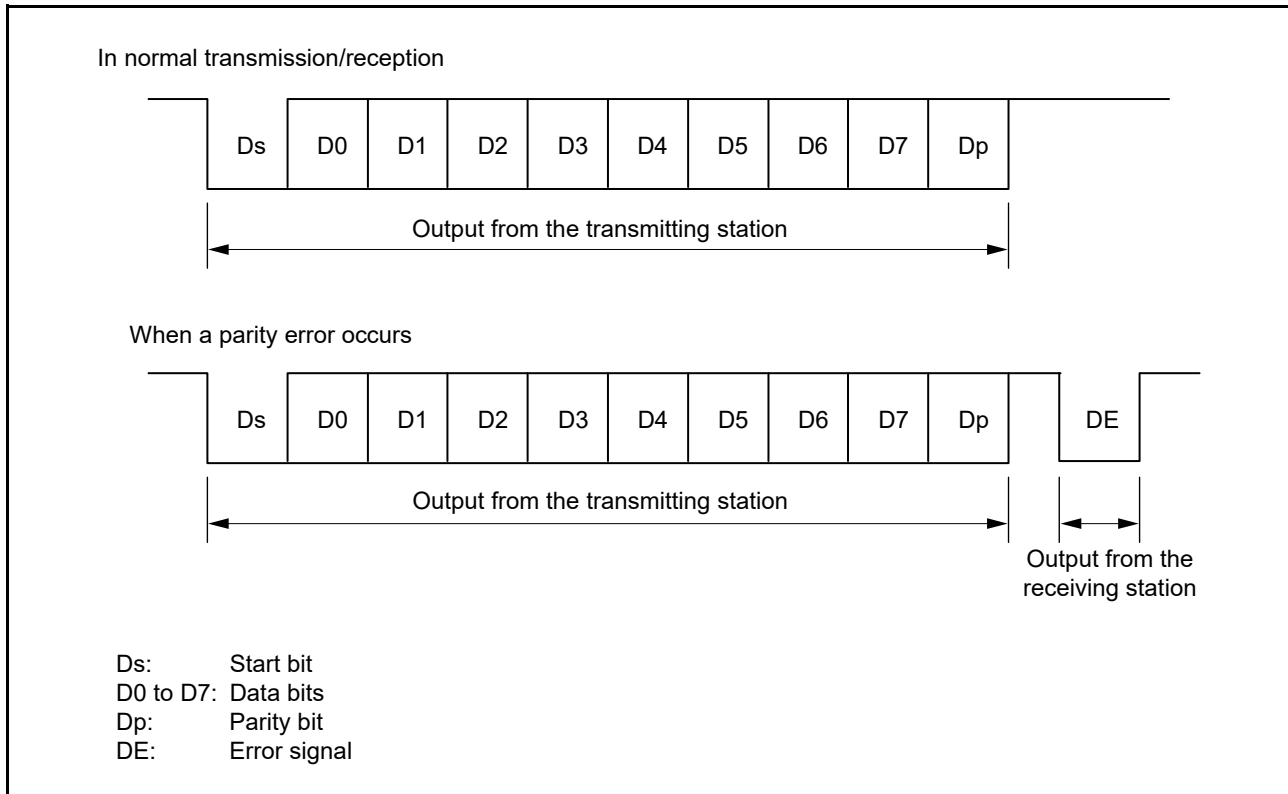 In normal transmission/reception
Ds D0 D1 D2 D3 D4 D5 D6 D7 Dp
Output from the transmitting station
When a parity error occurs
Ds D0 D1 D2 D3 D4 D5 D6 D7 Dp DE
Output from the transmitting station
Output from the
receiving station
Ds: Start bit
D0 to D7: Data bits
Dp: Parity bit
DE: Error signal